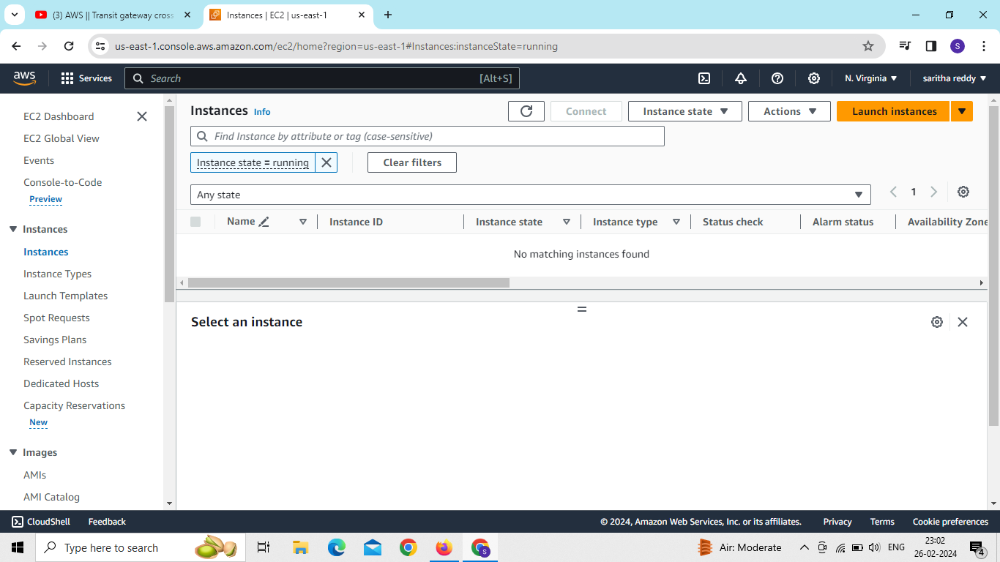 (3) AWS || Transit gateway cross
Instances | EC2 | us-east-1
us-east-1.console.aws.amazon.com/ec2/home?region=us-east-1#Instances:instanceState=running
S
aws
Services
Search
[Alt+S]
N. Virginia
saritha reddy
EC2 Dashboard
EC2 Global View
Events
Console-to-Code
Preview
Instances
Instances
Instance Types
Launch Templates
Spot Requests
Savings Plans
Reserved Instances
Dedicated Hosts
Capacity Reservations
New
Images
AMIs
AMI Catalog
Instances Info
Connect
Instance state
Actions
Launch instances
Find Instance by attribute or tag (case-sensitive)
Instance state = running
Clear filters
Any state
1
Name Instance ID Instance state Instance type Status check Alarm status Availability Zone
No matching instances found
Select an instance
CloudShell
Feedback
© 2024, Amazon Web Services, Inc. or its affiliates.
Privacy
Terms
Cookie preferences
Type here to search
S
Air: Moderate
ENG
23:02
26-02-2024
4